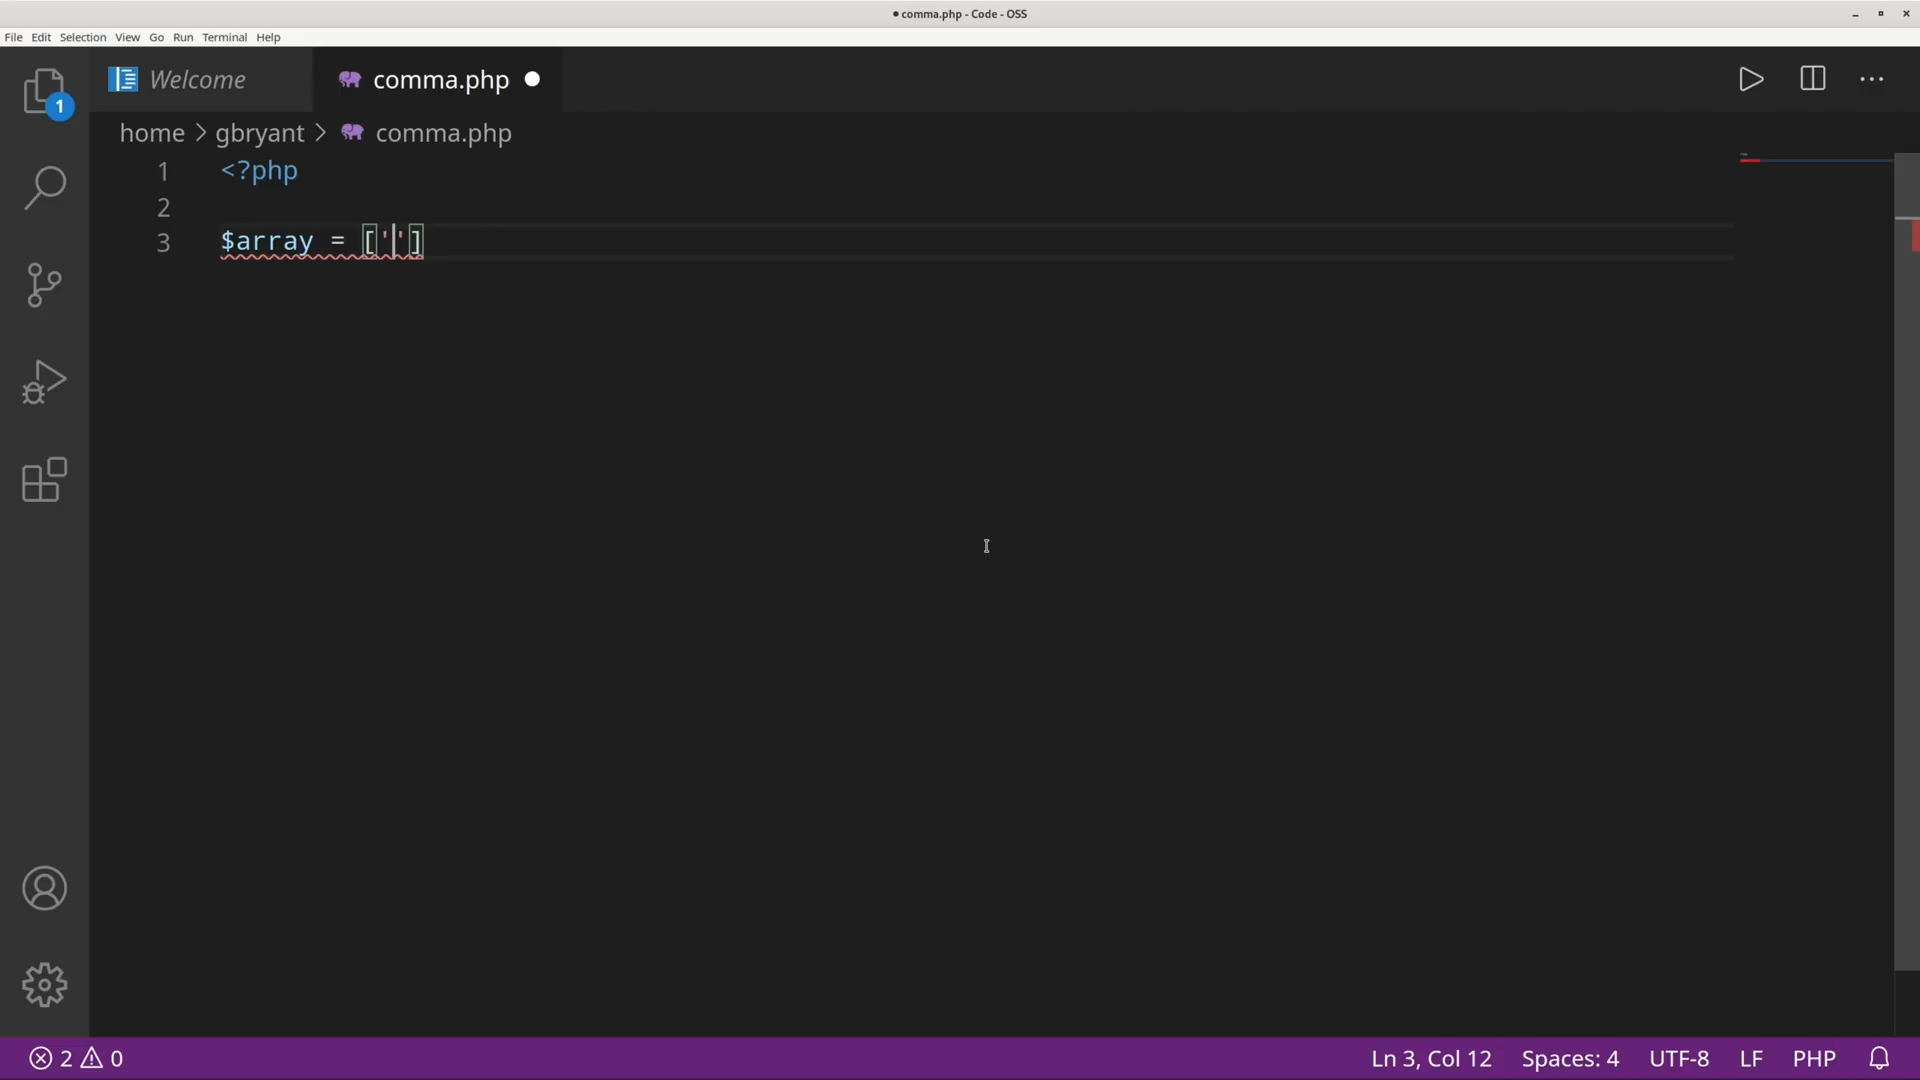 • comma.php - Code - OSS
File Edit Selection View Go Run Terminal Help
1
Welcome
comma.php
home > gbryant > comma.php
1 <?php
2
3 $array = ['']
2 0
Ln 3, Col 12 Spaces: 4 UTF-8 LF PHP